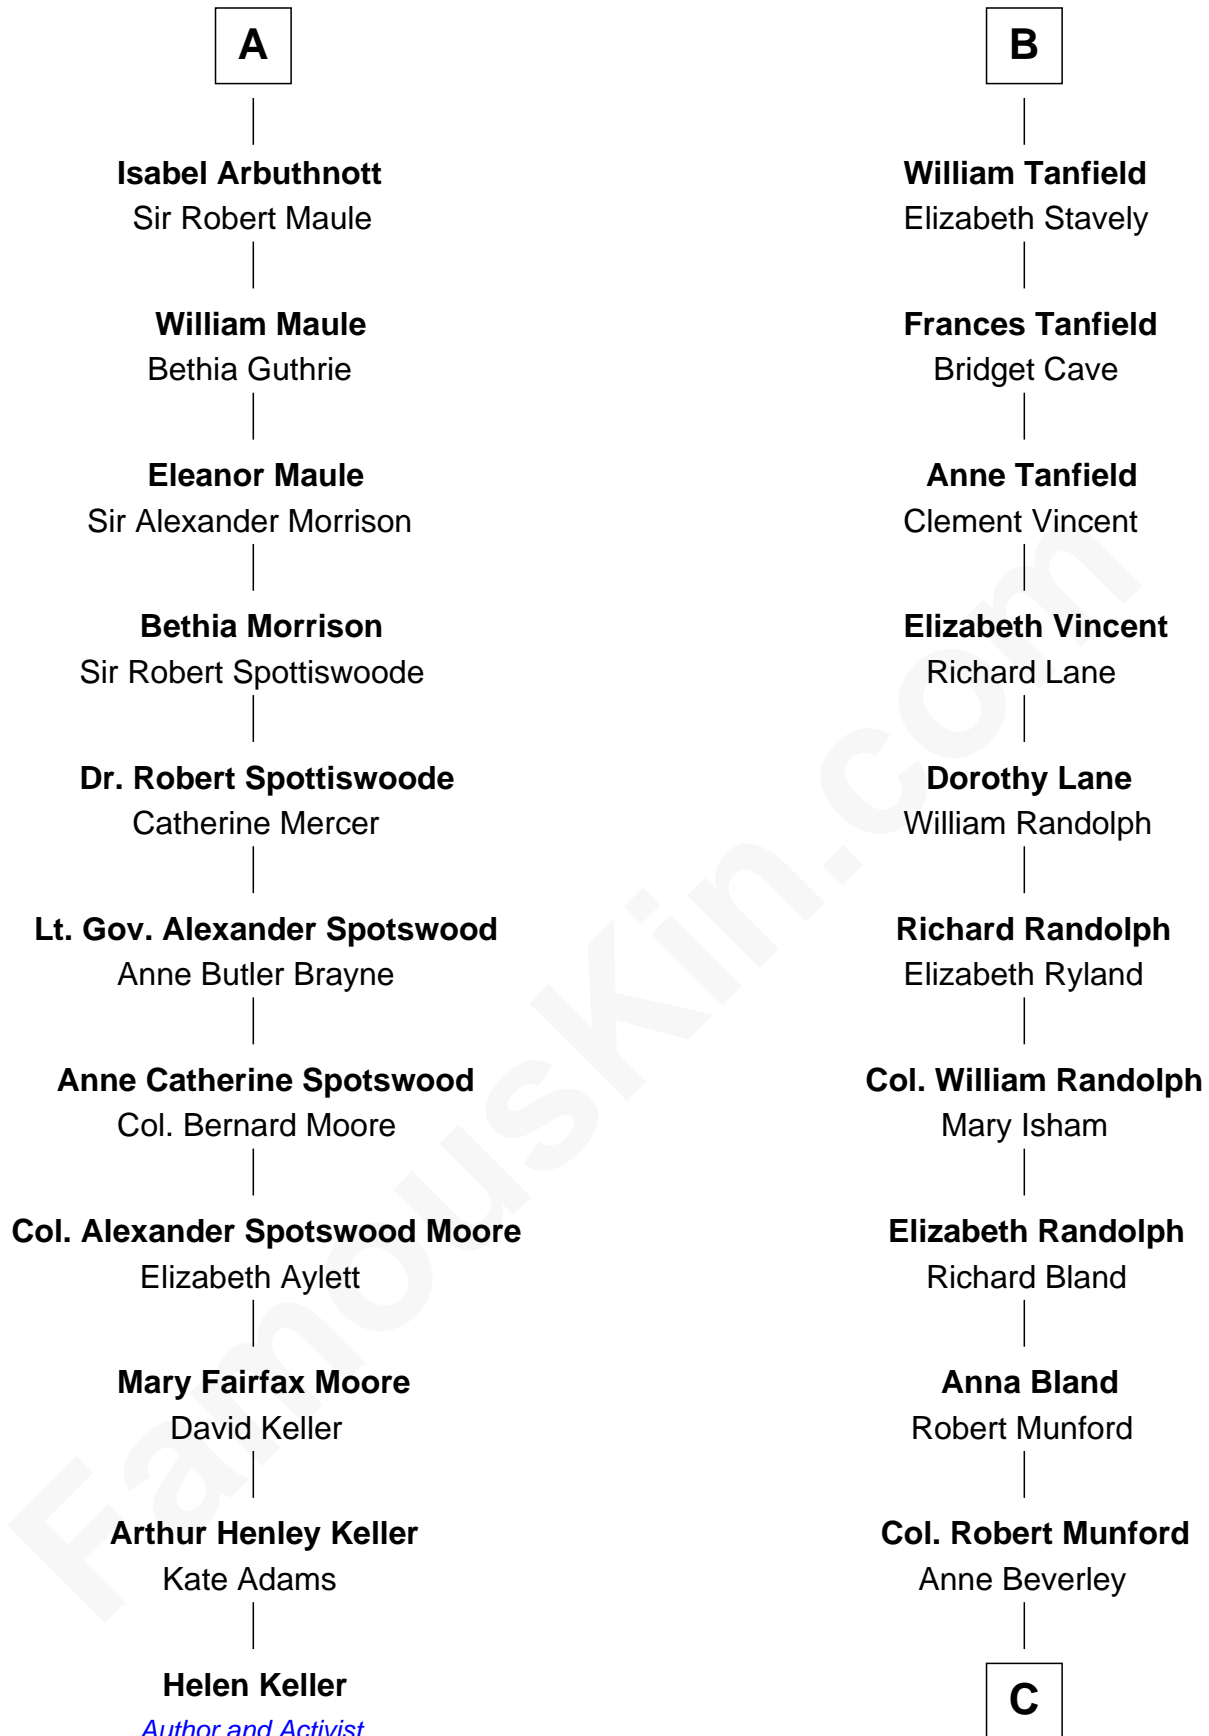 A
Isabel Arbuthnott
Sir Robert Maule
William Maule
Bethia Guthrie
Eleanor Maule
Sir Alexander Morrison
Bethia Morrison
Sir Robert Spottiswoode
Dr. Robert Spottiswoode
Catherine Mercer
Lt. Gov. Alexander Spotswood
Anne Butler Brayne
Anne Catherine Spotswood
Col. Bernard Moore
Col. Alexander Spotswood Moore
Elizabeth Aylett
Mary Fairfax Moore
David Keller
Arthur Henley Keller
Kate Adams
Helen Keller
Author and Activist
B
William Tanfield
Elizabeth Stavely
Frances Tanfield
Bridget Cave
Anne Tanfield
Clement Vincent
Elizabeth Vincent
Richard Lane
Dorothy Lane
William Randolph
Richard Randolph
Elizabeth Ryland
Col. William Randolph
Mary Isham
Elizabeth Randolph
Richard Bland
Anna Bland
Robert Munford
Col. Robert Munford
Anne Beverley
C
FamousKin.com